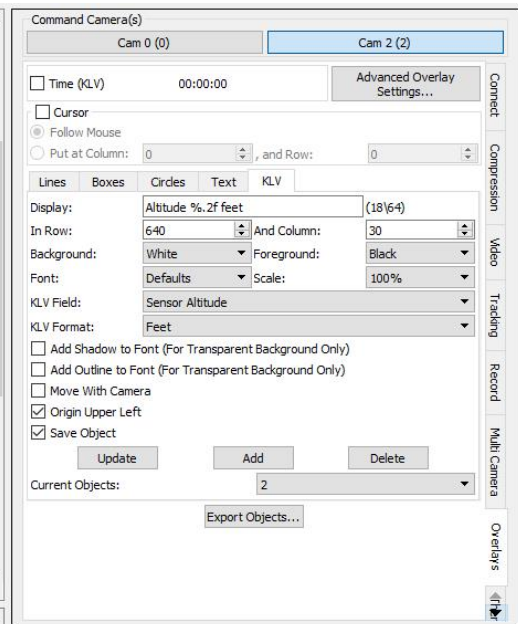 Command Camera(s)
Cam 0 (0)
Cam 2 (2)
Time (KLV)
00:00:00
Advanced Overlay
Settings...
Cursor
Follow Mouse
Put at Column:
0
, and Row:
0
Lines
Boxes
Circles
Text
KLV
Display:
Altitude %.2f feet
(18\64)
In Row:
640
And Column:
30
Background:
White
Foreground:
Black
Font:
Defaults
Scale:
100%
KLV Field:
Sensor Altitude
KLV Format:
Feet
Add Shadow to Font (For Transparent Background Only)
Add Outline to Font (For Transparent Background Only)
Move With Camera
Origin Upper Left
Save Object
Update
Add
Delete
Current Objects:
2
Export Objects...
Connect
Compression
Video
Tracking
Record
Multi Camera
Overlays